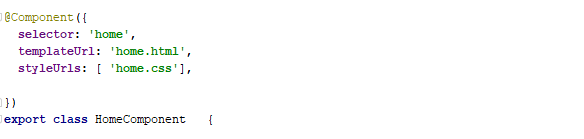 @Component({
selector: 'home',
templateUrl: 'home.html',
styleUrls: [ 'home.css'],
})
export class HomeComponent {